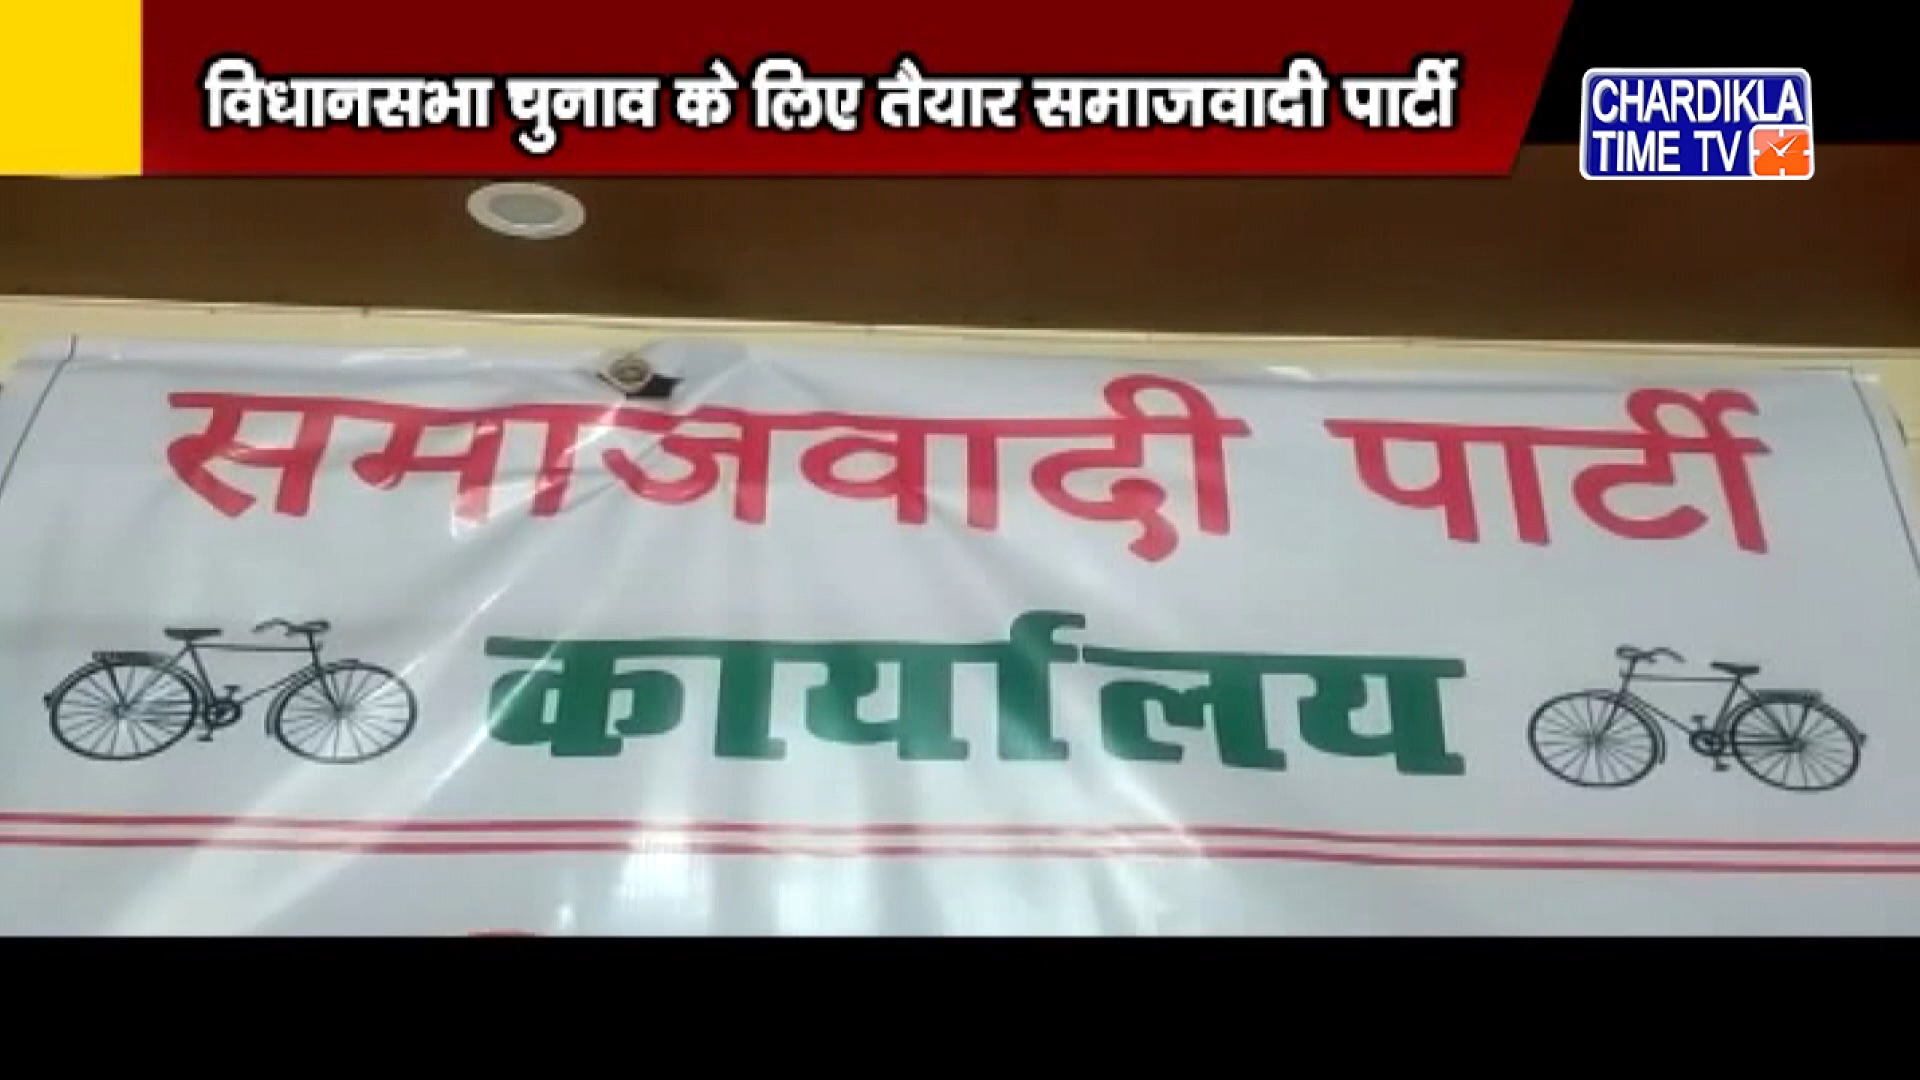 विधानसभा चुनाव के लिए तैयार समाजवादी पार्टी
CHARDIKLA
TIME TV
समाजवादी पार्टी
कार्यालय